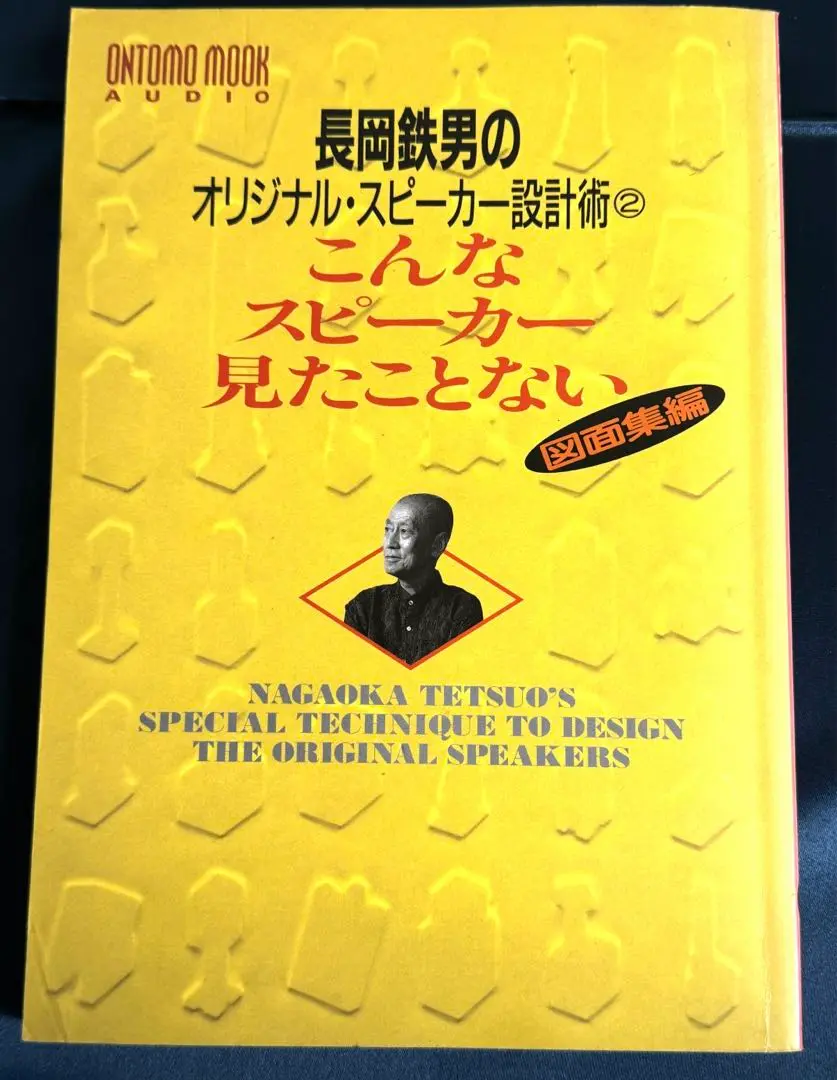 ONTOMO MOOK
AUDIO
長岡鉄男の
オリジナル・スピーカー設計術②
こんな
スピーカー
見たことない
図面集編
NAGAOKA TETSUO'S
SPECIAL TECHNIQUE TO DESIGN
THE ORIGINAL SPEAKERS